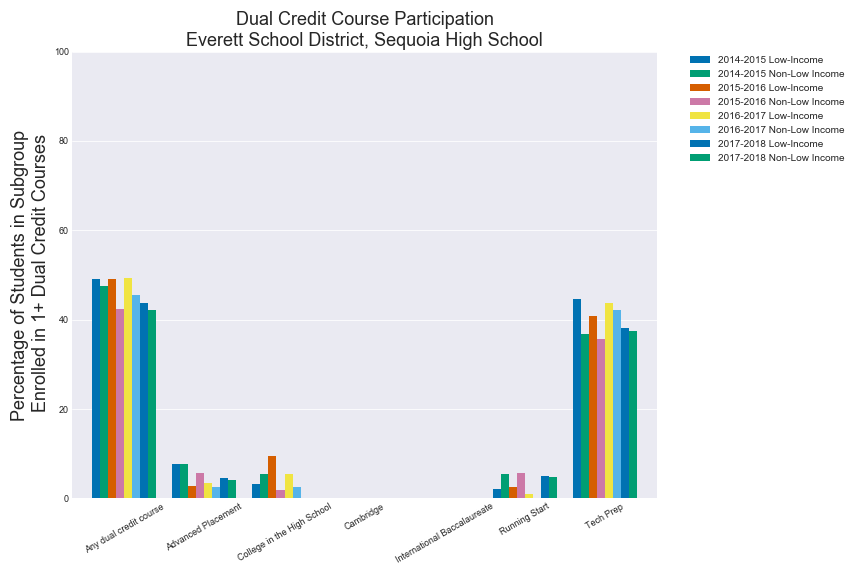 Dual Credit Course Participation
Everett School District, Sequoia High School
Percentage of Students in Subgroup
Enrolled in 1+ Dual Credit Courses
100
80
60
40
20
0
Any dual credit course
Advanced Placement
College in the High School
Cambridge
International Baccalaureate
Running Start
Tech Prep
2014-2015 Low-Income
2014-2015 Non-Low Income
2015-2016 Low-Income
2015-2016 Non-Low Income
2016-2017 Low-Income
2016-2017 Non-Low Income
2017-2018 Low-Income
2017-2018 Non-Low Income